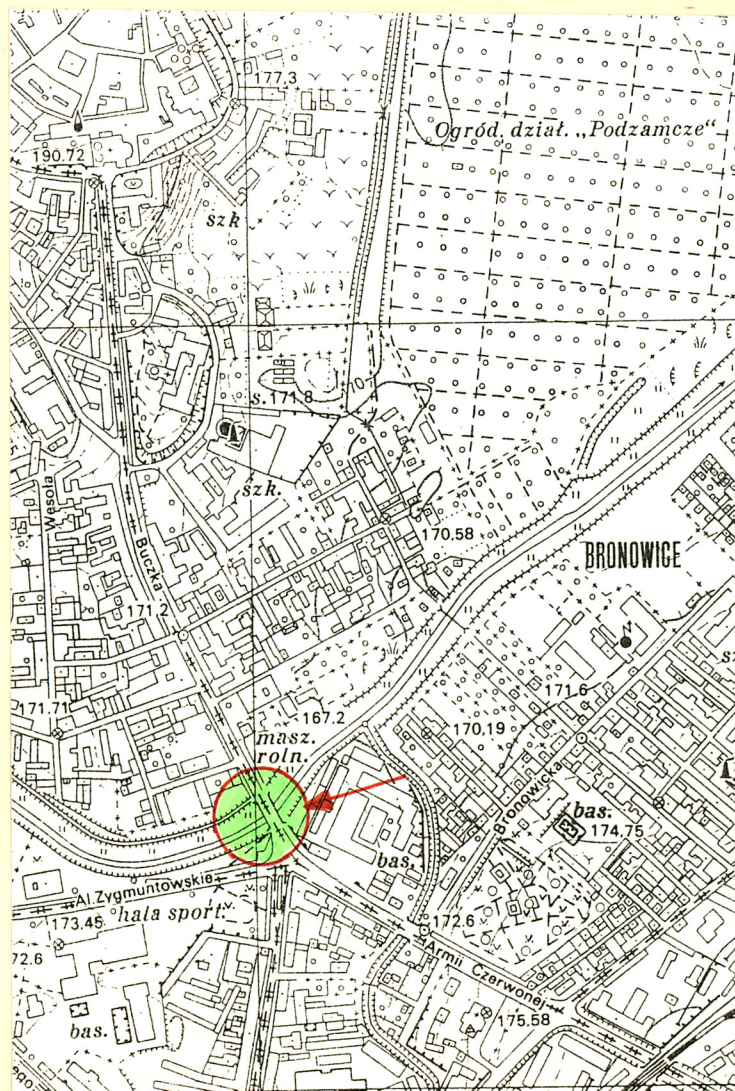 177,3
Ogród. dział. „Podzamcze"
190.72
szk
s.171.8
szk.
Wesoła
Buczka
170.58
BRONOWICE
171.2
171.6
171.71
167.2
170,19
masz.
roln.
Bronowicka
bas.
174,75
bas.
Al. Zygmuntowskie
hala sport.
172.6
173.45
Armii Czerwonej
72.6
175.58
bas.
ego